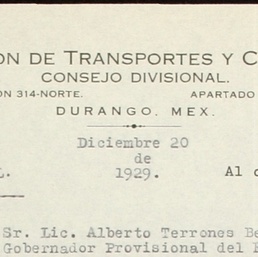 ON DE TRANSPORTES Y C
CONSEJO DIVISIONAL.
ON 314-NORTE. APARTADO
DURANGO, MEX.
Diciembre 20
de
L. 1929. Al
Sr. Lic. Alberto Terrones Be
Gobernador Provisional del E